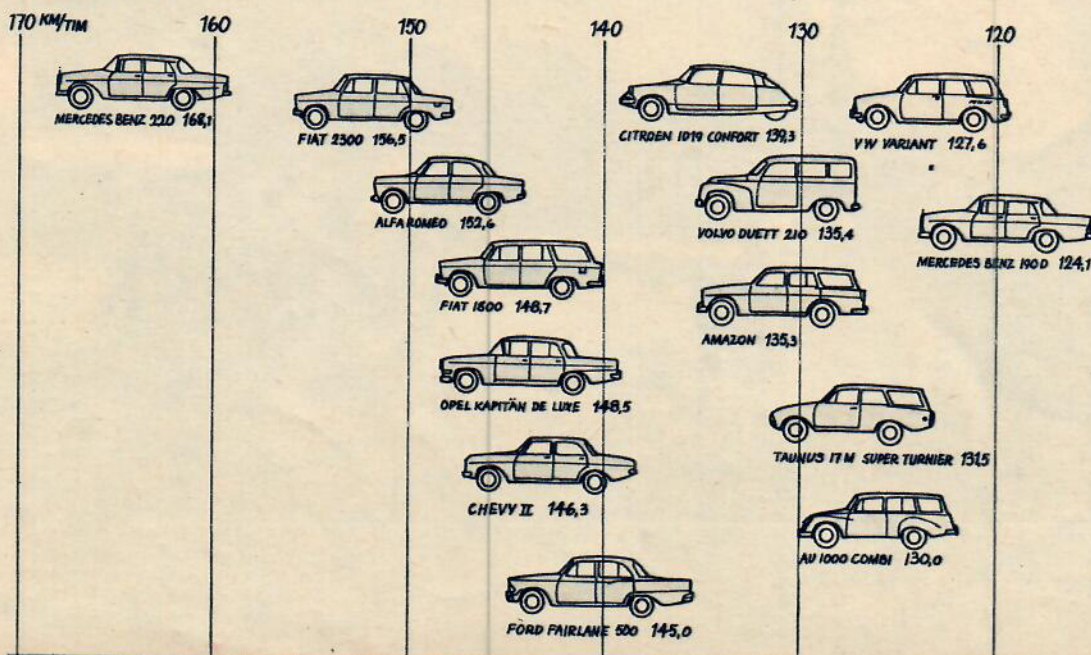 170 KM/TIM 160 150 140 130 120
MERCEDES BENZ 220 168,1
FIAT 2300 156,5
CITROEN ID19 CONFORT 139,3
VW VARIANT 127,6
ALFA ROMEO 152,6
VOLVO DUETT 210 135,4
MERCEDES BENZ 190D 124,1
FIAT 1800 148,7
AMAZON 135,3
OPEL KAPITÄN DE LUXE 148,5
TAUNUS 17M SUPER TURNIER 131,5
CHEVY II 146,3
AU 1000 COMBI 130,0
FORD FAIRLANE 500 145,0